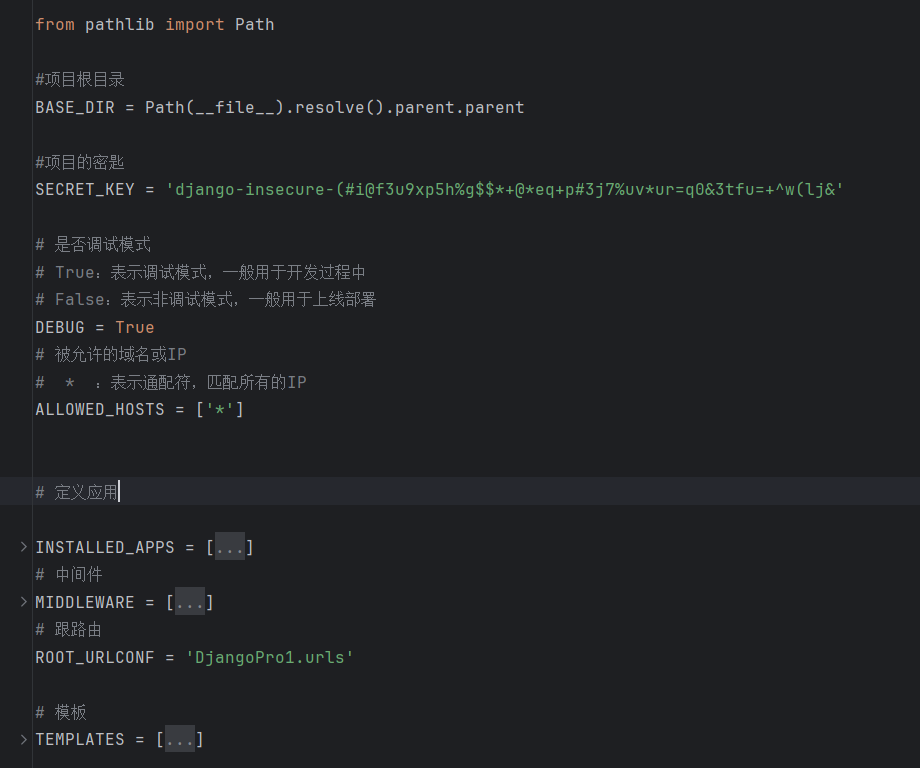 from pathlib import Path
#项目根目录
BASE_DIR = Path(__file__).resolve().parent.parent
#项目的密匙
SECRET_KEY = 'django-insecure-(#i@f3u9xp5h%g$$*+@*eq+p#3j7%uv*ur=q0&3tfu=+^w(lj&'
# 是否调试模式
# True：表示调试模式，一般用于开发过程中
# False：表示非调试模式，一般用于上线部署
DEBUG = True
# 被允许的域名或IP
#  *  ：表示通配符，匹配所有的IP
ALLOWED_HOSTS = ['*']
# 定义应用
INSTALLED_APPS = [...]
# 中间件
MIDDLEWARE = [...]
# 跟路由
ROOT_URLCONF = 'DjangoPro1.urls'
# 模板
TEMPLATES = [...]